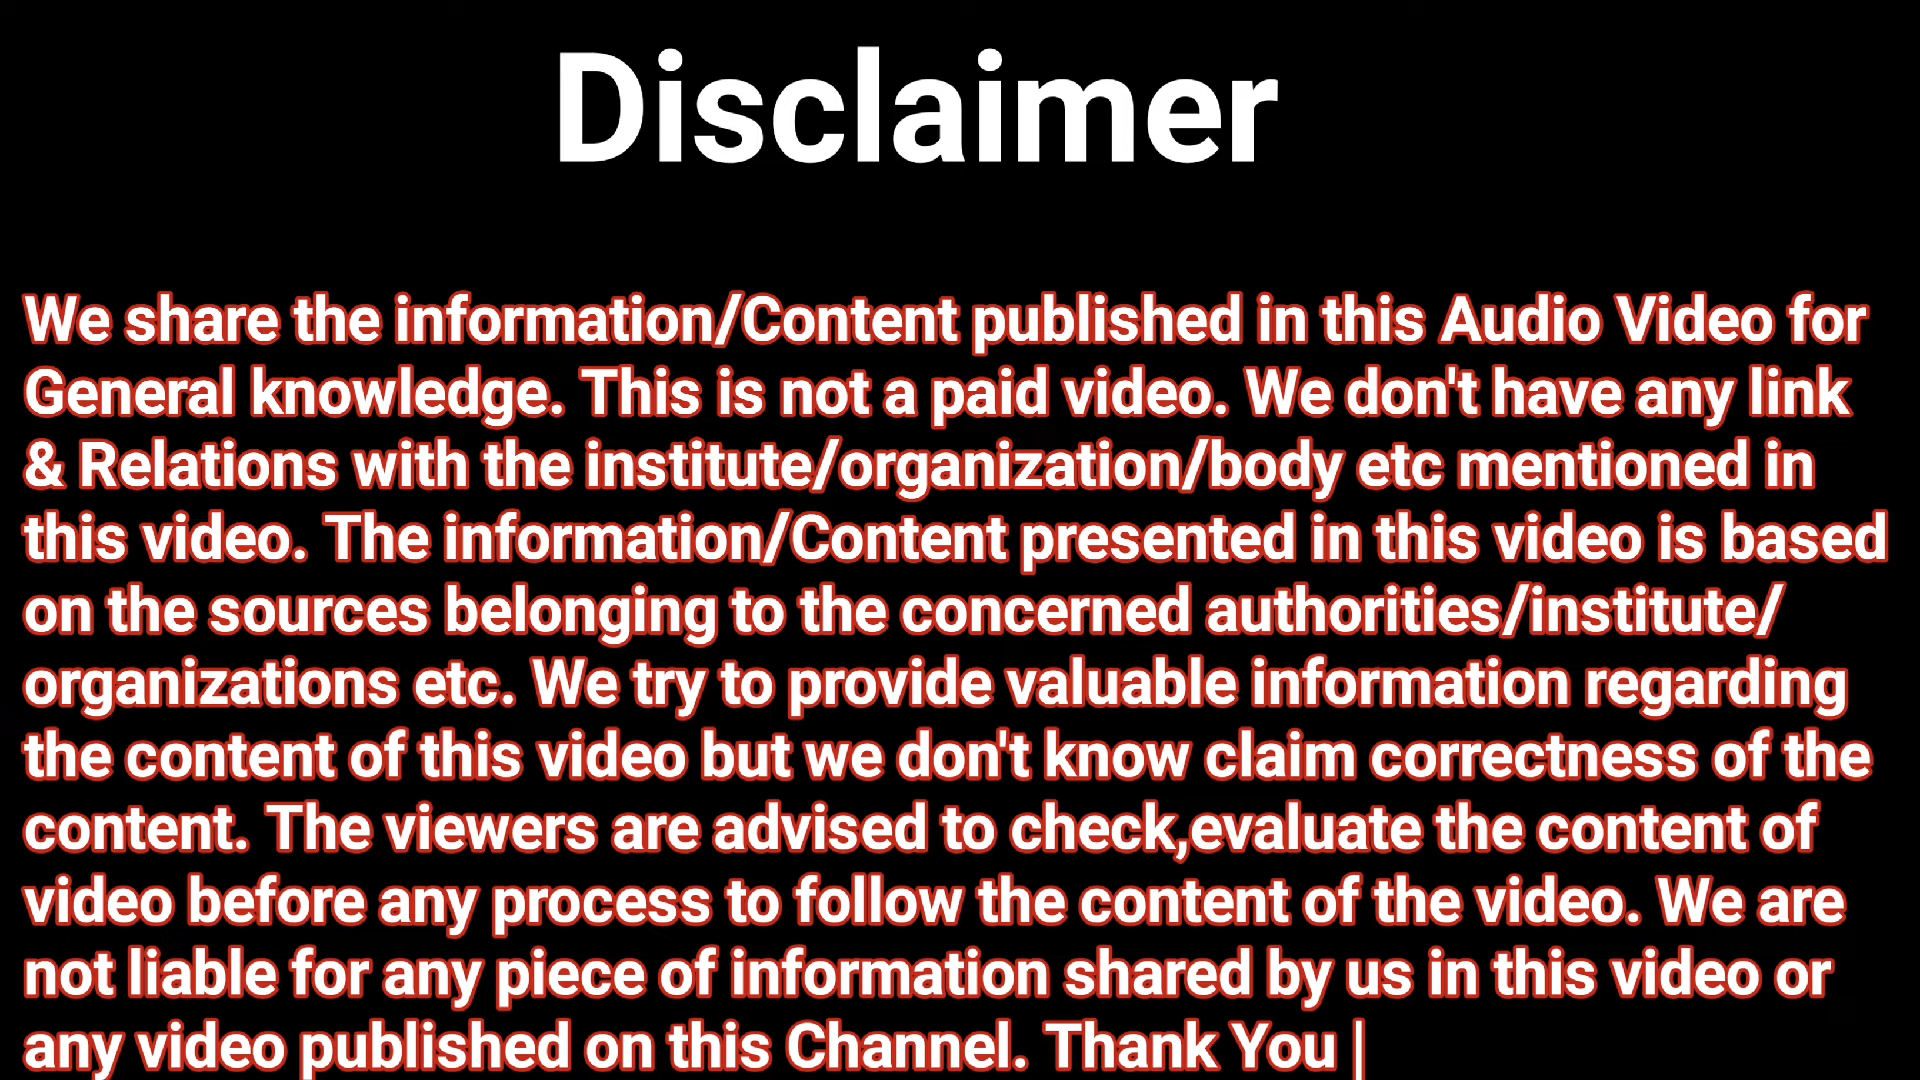 Disclaimer
We share the information/Content published in this Audio Video for
General knowledge. This is not a paid video. We don't have any link
& Relations with the institute/organization/body etc mentioned in
this video. The information/Content presented in this video is based
on the sources belonging to the concerned authorities/institute/
organizations etc. We try to provide valuable information regarding
the content of this video but we don't know claim correctness of the
content. The viewers are advised to check,evaluate the content of
video before any process to follow the content of the video. We are
not liable for any piece of information shared by us in this video or
any video published on this Channel. Thank You |